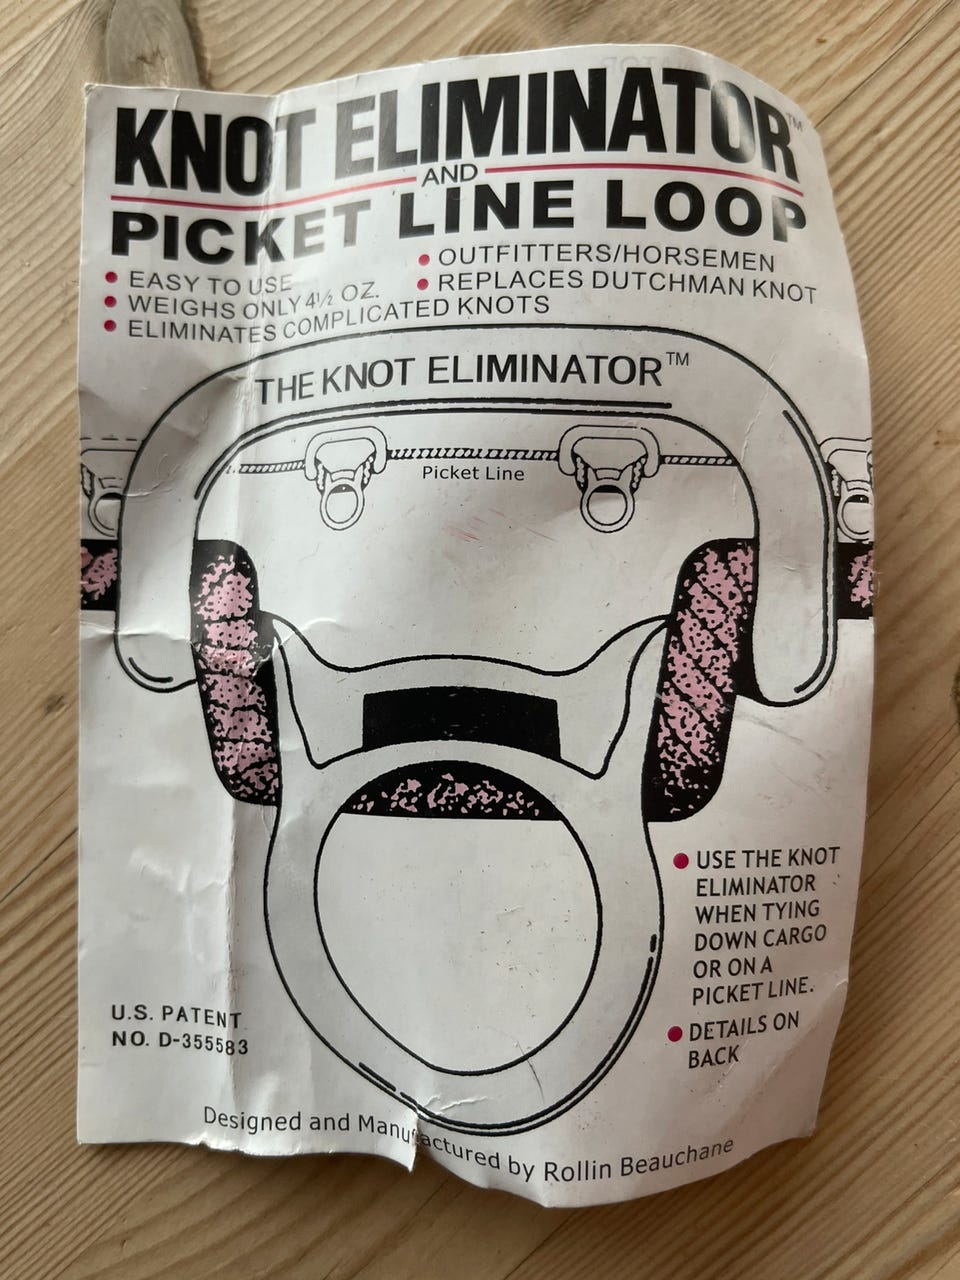 KNOT ELIMINATOR™
AND
PICKET LINE LOOP
• EASY TO USE
• WEIGHS ONLY 4½ OZ.
• ELIMINATES COMPLICATED KNOTS
• OUTFITTERS/HORSEMEN
• REPLACES DUTCHMAN KNOT
THE KNOT ELIMINATOR™
Picket Line
• USE THE KNOT
ELIMINATOR
WHEN TYING
DOWN CARGO
OR ON A
PICKET LINE.
• DETAILS ON
BACK
U.S. PATENT
NO. D-355583
Designed and Manufactured by Rollin Beauchane